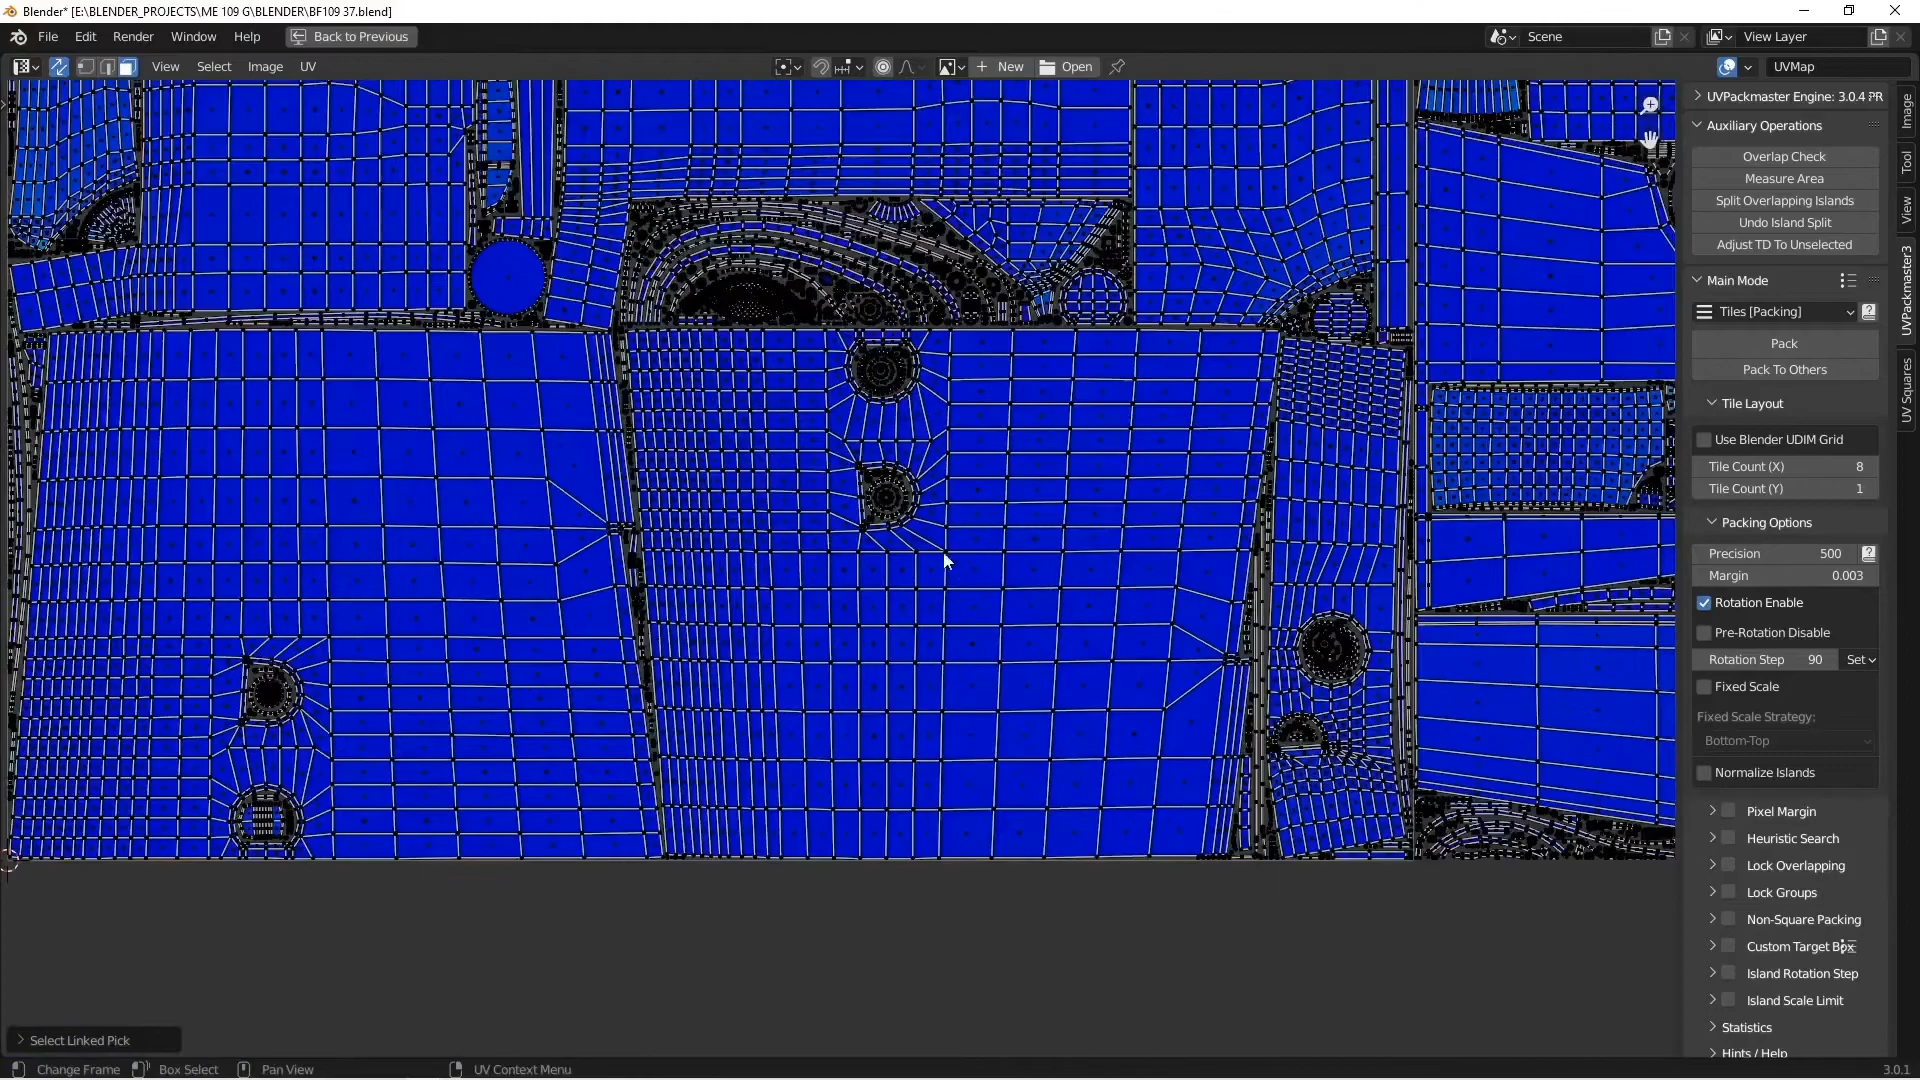 Blender* [E:\BLENDER_PROJECTS\ME 109 G\BLENDER\BF109 37.blend]
File Edit Render Window Help Back to Previous Scene View Layer
View Select Image UV New Open UVMap
UVPackmaster Engine: 3.0.4 PR
Auxiliary Operations
Overlap Check
Measure Area
Split Overlapping Islands
Undo Island Split
Adjust TD To Unselected
Main Mode
Tiles [Packing]
Pack
Pack To Others
Tile Layout
Use Blender UDIM Grid
Tile Count (X) 8
Tile Count (Y) 1
Packing Options
Precision 500
Margin 0.003
Rotation Enable
Pre-Rotation Disable
Rotation Step 90 Set
Fixed Scale
Fixed Scale Strategy:
Bottom-Top
Normalize Islands
Pixel Margin
Heuristic Search
Lock Overlapping
Lock Groups
Non-Square Packing
Custom Target Box
Island Rotation Step
Island Scale Limit
Statistics
Hints / Help
Image
Tool
View
UVPackmaster3
UV Squares
Select Linked Pick
Change Frame Box Select Pan View UV Context Menu 3.0.1